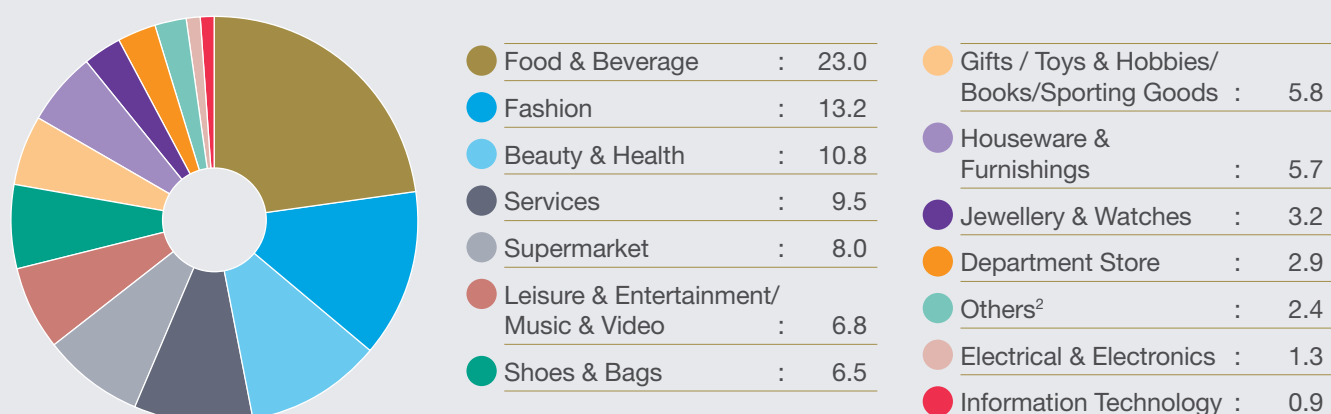 Food & Beverage : 23.0
Fashion : 13.2
Beauty & Health : 10.8
Services : 9.5
Supermarket : 8.0
Leisure & Entertainment/
Music & Video : 6.8
Shoes & Bags : 6.5
Gifts / Toys & Hobbies/
Books/Sporting Goods : 5.8
Houseware &
Furnishings : 5.7
Jewellery & Watches : 3.2
Department Store : 2.9
Others² : 2.4
Electrical & Electronics : 1.3
Information Technology : 0.9